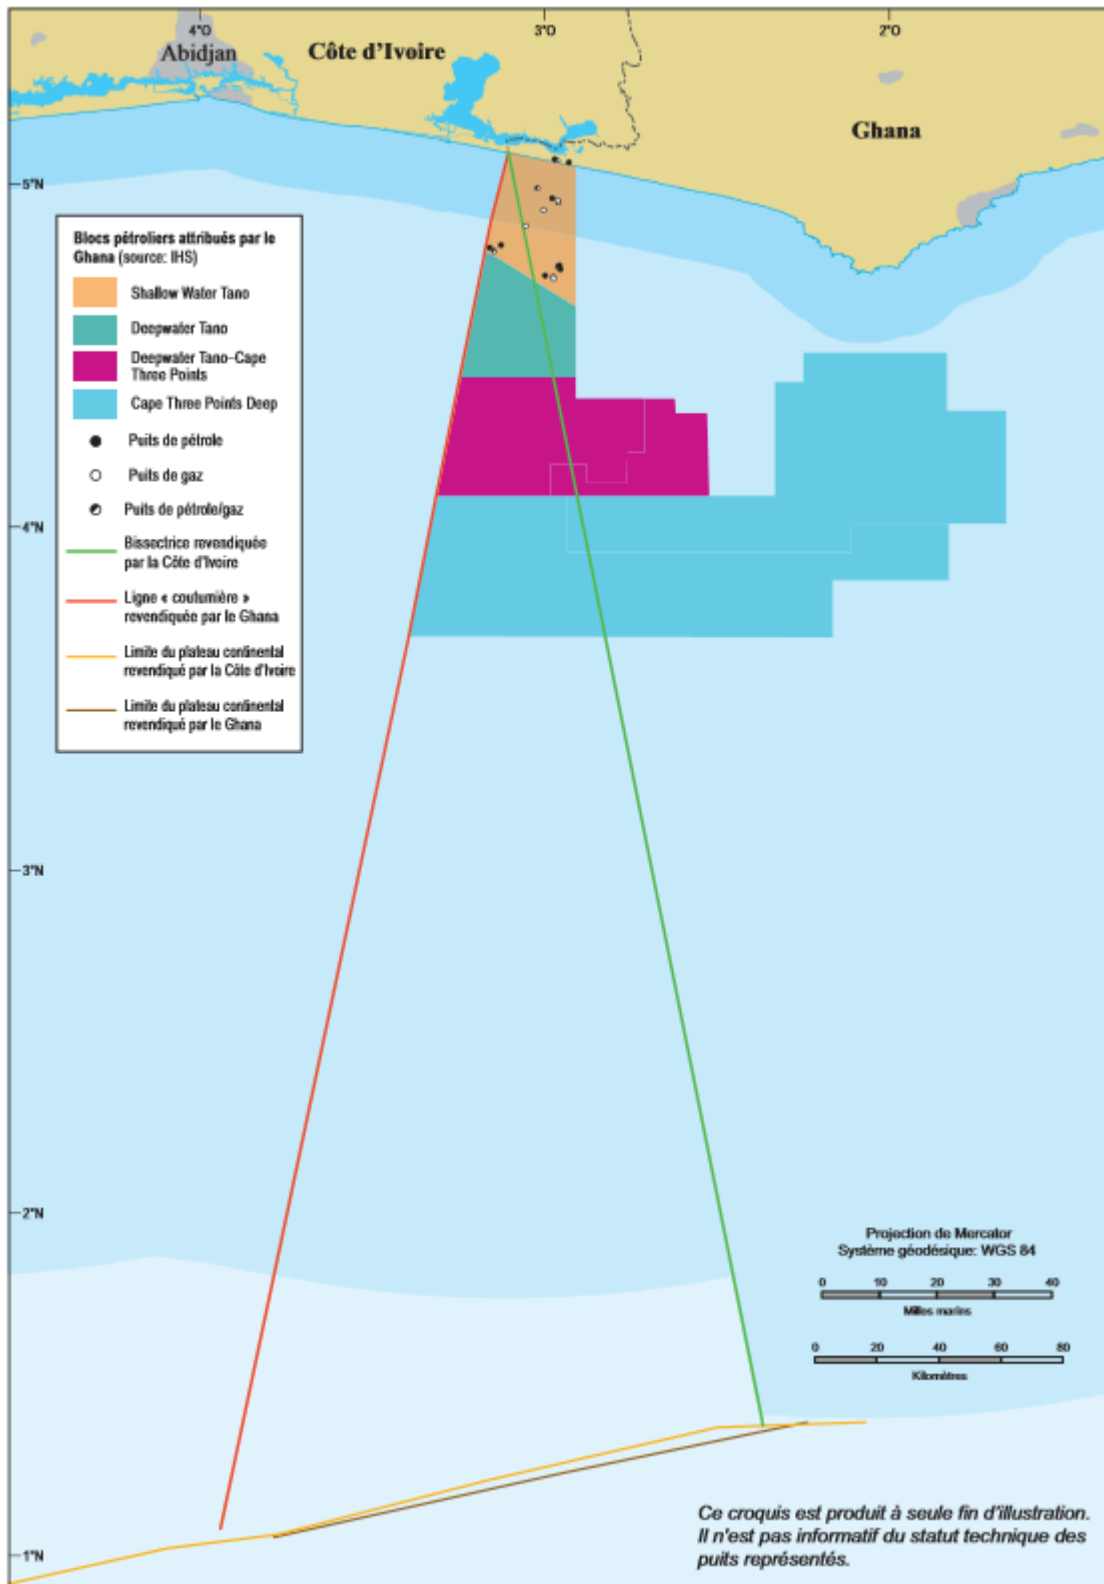 4°O
3°O
2°O
Abidjan
Côte d'Ivoire
Ghana
5°N
Blocs pétroliers attribués par le
Ghana (source: IHS)
Shallow Water Tano
Deepwater Tano
Deepwater Tano–Cape
Three Points
Cape Three Points Deep
Puits de pétrole
Puits de gaz
Puits de pétrole/gaz
Bissectrice revendiquée
par la Côte d'Ivoire
Ligne « coutumière »
revendiquée par le Ghana
Limite du plateau continental
revendiqué par la Côte d'Ivoire
Limite du plateau continental
revendiqué par le Ghana
4°N
3°N
2°N
Projection de Mercator
Système géodésique: WGS 84
0 10 20 30 40
Milles marins
0 20 40 60 80
Kilomètres
Ce croquis est produit à seule fin d'illustration.
Il n'est pas informatif du statut technique des
puits représentés.
1°N